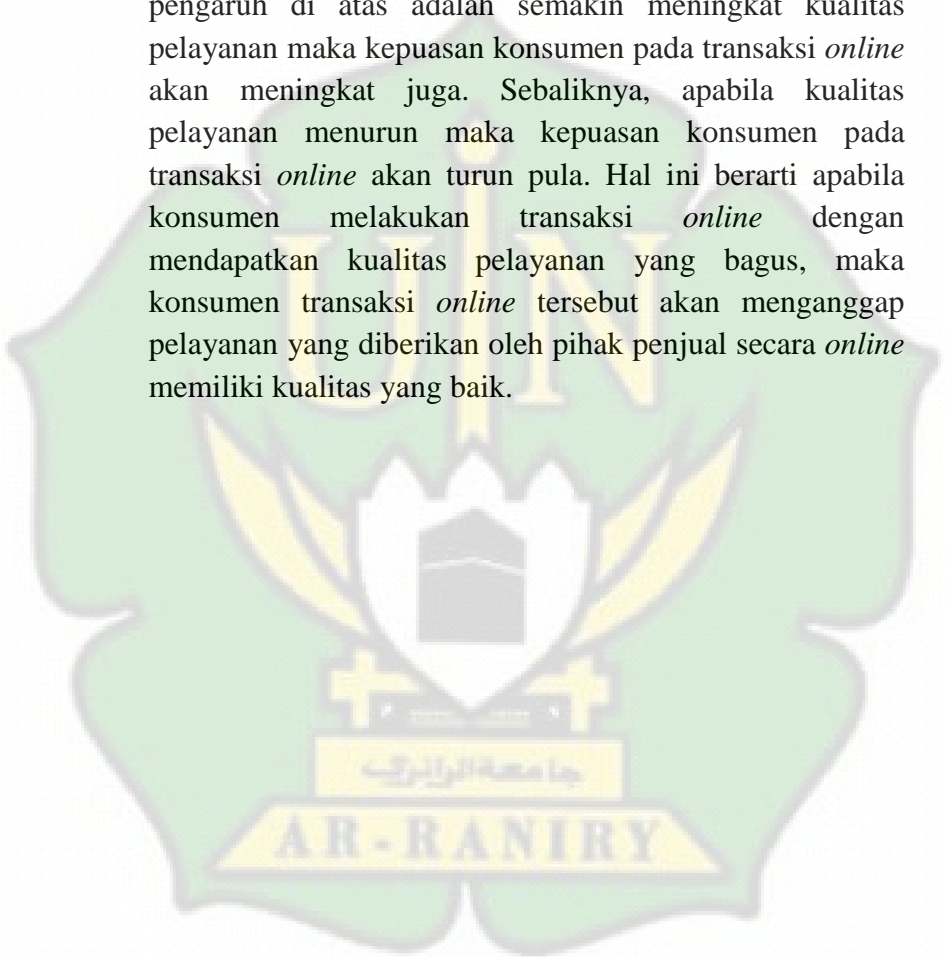 pengaruh di atas adalah semakin meningkat kualitas
pelayanan maka kepuasan konsumen pada transaksi online
akan meningkat juga. Sebaliknya, apabila kualitas
pelayanan menurun maka kepuasan konsumen pada
transaksi online akan turun pula. Hal ini berarti apabila
konsumen melakukan transaksi online dengan
mendapatkan kualitas pelayanan yang bagus, maka
konsumen transaksi online tersebut akan menganggap
pelayanan yang diberikan oleh pihak penjual secara online
memiliki kualitas yang baik.
UIN
جامعة الرانري
AR-RANIRY